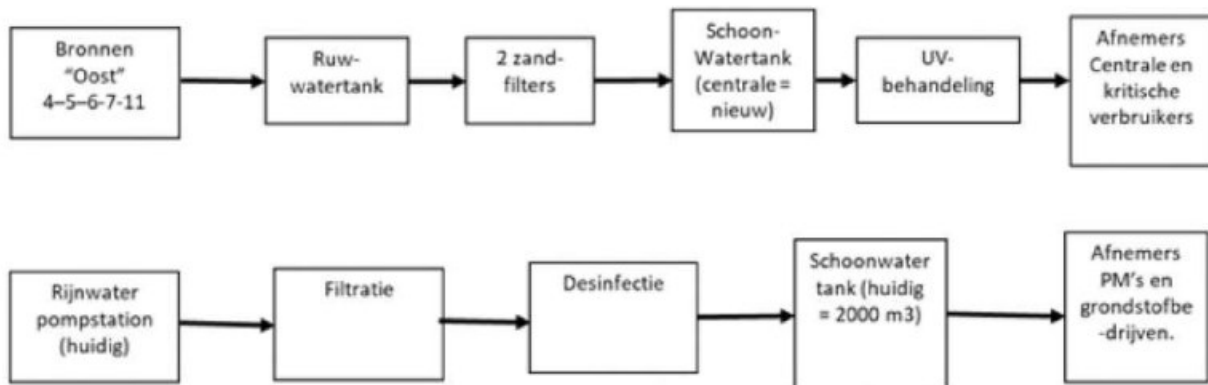 Bronnen
“Oost”
4–5–6-7-11
Ruw-
watertank
2 zand-
filters
Schoon-
Watertank
(centrale =
nieuw)
UV-
behandeling
Afnemers
Centrale en
kritische
verbruikers
Rijnwater
pompstation
(huidig)
Filtratie
Desinfectie
Schoonwater
tank (huidig
= 2000 m3)
Afnemers
PM's en
grondstofbe
-drijven.